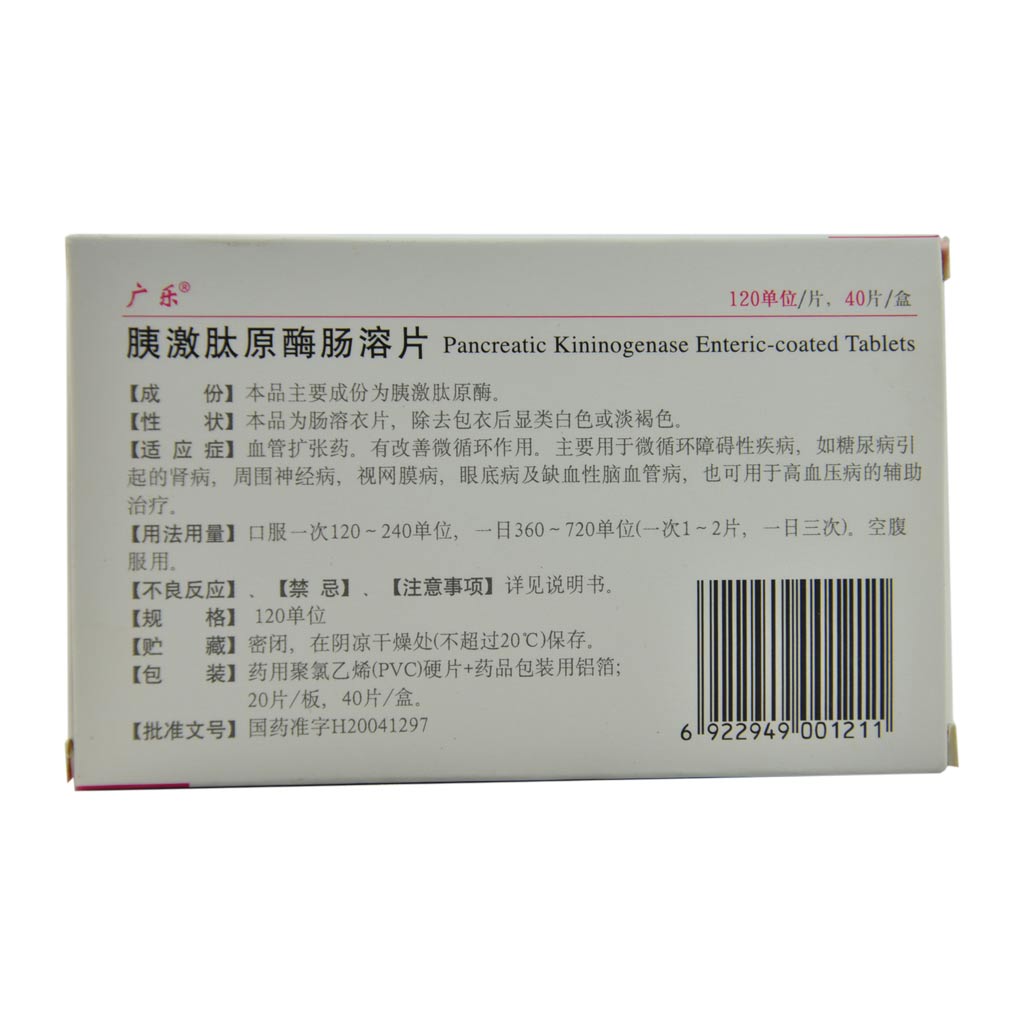 广乐®
120单位/片，40片/盒
胰激肽原酶肠溶片 Pancreatic Kininogenase Enteric-coated Tablets
【成 份】本品主要成份为胰激肽原酶。
【性 状】本品为肠溶衣片，除去包衣后显类白色或淡褐色。
【适应症】血管扩张药。有改善微循环作用。主要用于微循环障碍性疾病，如糖尿病引
起的肾病，周围神经病，视网膜病，眼底病及缺血性脑血管病，也可用于高血压病的辅助
治疗。
【用法用量】口服一次120~240单位，一日360~720单位(一次1~2片，一日三次)。空腹
服用。
【不良反应】、【禁 忌】、【注意事项】详见说明书。
【规 格】120单位
【贮 藏】密闭，在阴凉干燥处(不超过20℃)保存。
【包 装】药用聚氯乙烯(PVC)硬片+药品包装用铝箔;
20片/板，40片/盒。
【批准文号】国药准字H20041297
6 922949 001211